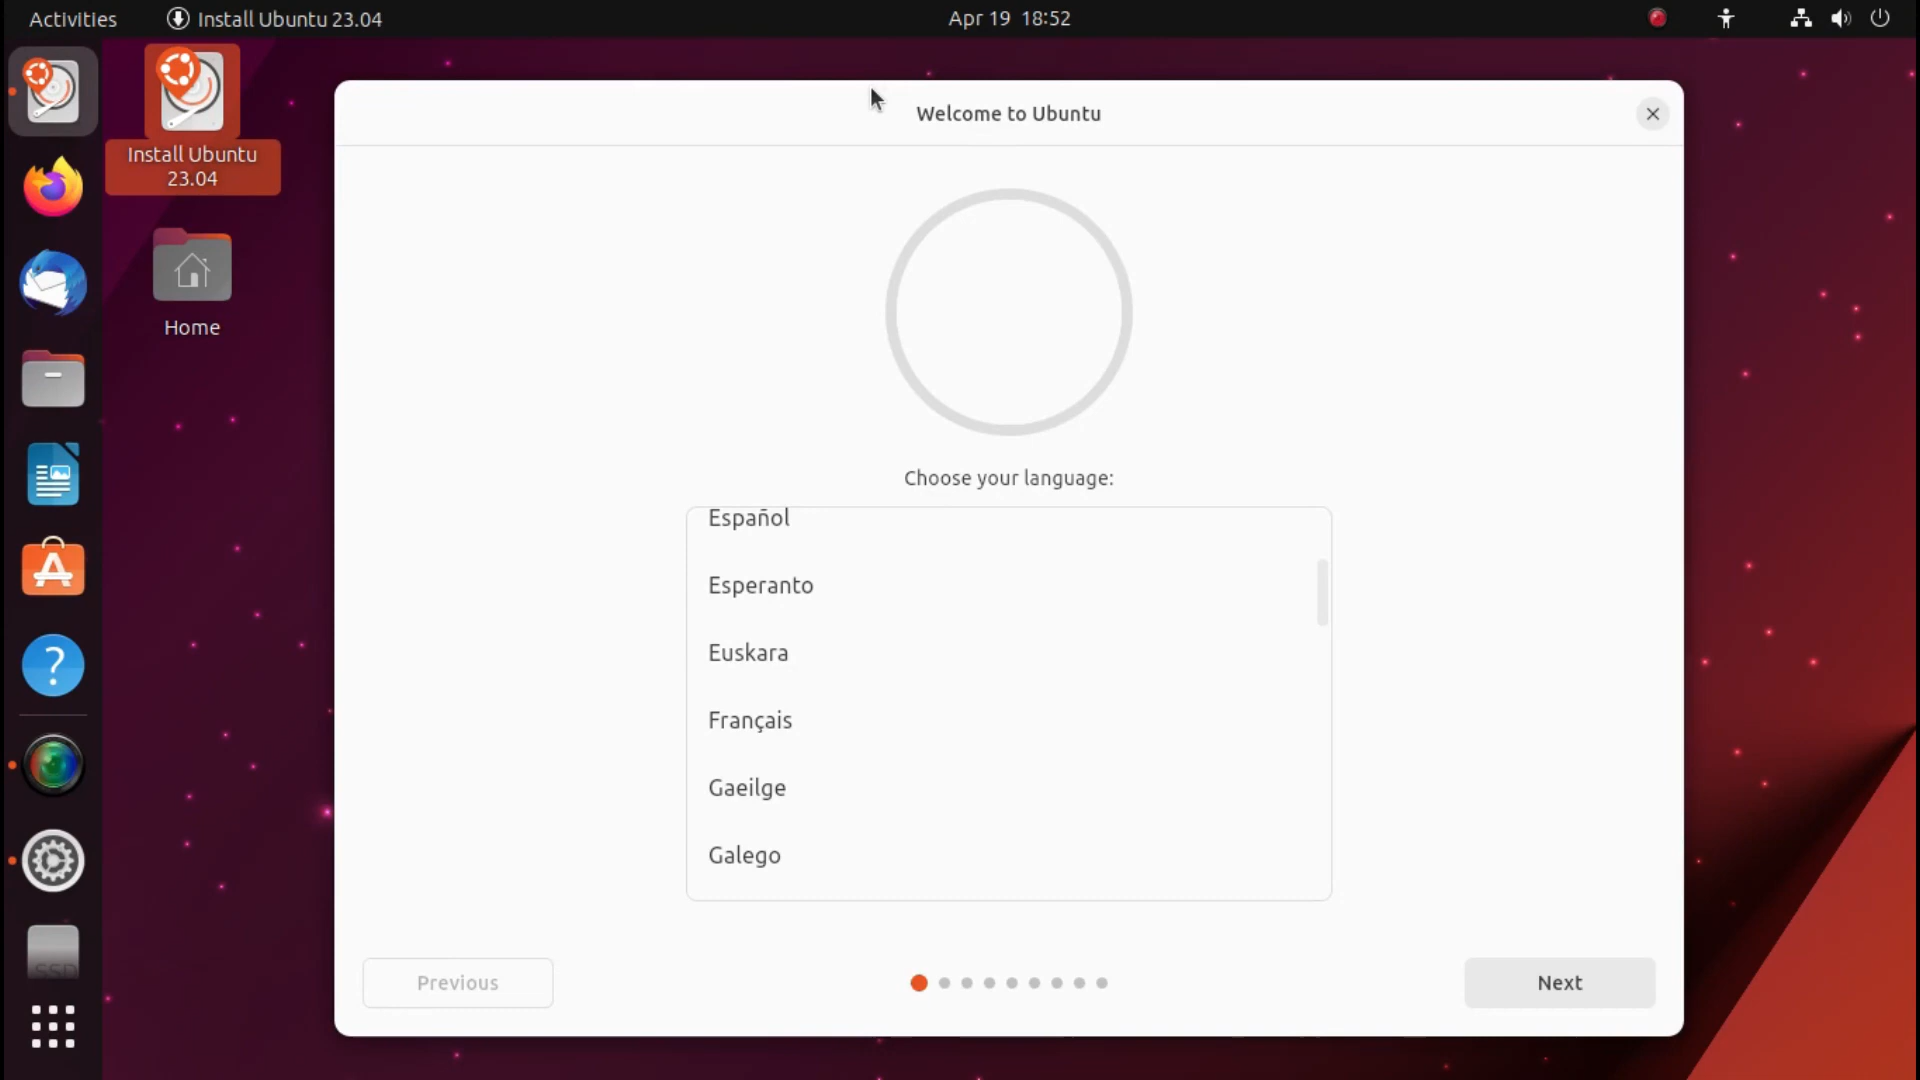 Activities
Install Ubuntu 23.04
Apr 19 18:52
Install Ubuntu
23.04
Home
Welcome to Ubuntu
Choose your language:
Español
Esperanto
Euskara
Français
Gaeilge
Galego
Previous
Next
SSD